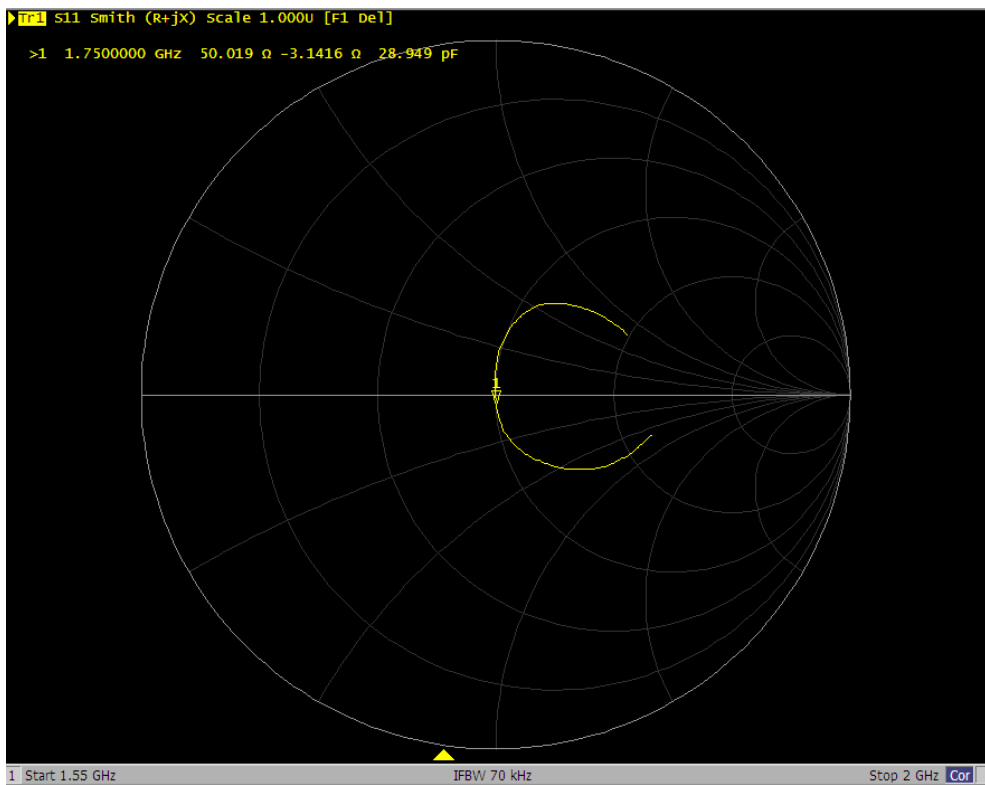 Tr1 S11 Smith (R+jX) Scale 1.000U [F1 Del]
>1 1.7500000 GHz 50.019 Ω -3.1416 Ω 28.949 pF
1
1 Start 1.55 GHz IFBW 70 kHz Stop 2 GHz Cor